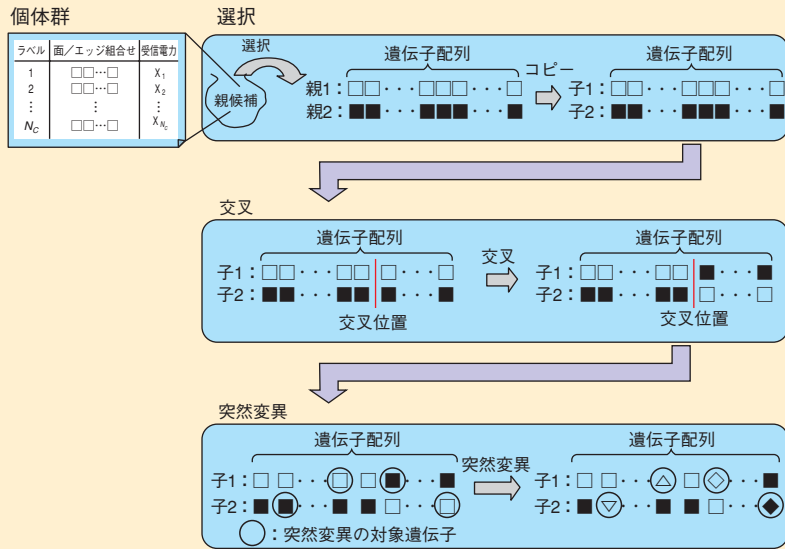 個体群
ラベル 面／エッジ組合せ 受信電力
1 □□…□ X1
2 □□…□ X2
⋮ ⋮ ⋮
NC □□…□ XNc
選択
選択
親候補
遺伝子配列
親1：□□···□□□···□
親2：■■···■■■···■
コピー
遺伝子配列
子1：□□···□□□···□
子2：■■···■■■···■
交叉
遺伝子配列
子1：□□···□□□···□
子2：■■···■■■···■
交叉位置
交叉
遺伝子配列
子1：□□···□□■···■
子2：■■···■■□···□
交叉位置
突然変異
遺伝子配列
子1：□□···□□■···■
子2：■■···■■□···□
○：突然変異の対象遺伝子
突然変異
遺伝子配列
子1：□□···△□◇···■
子2：■▽···■■□···◆